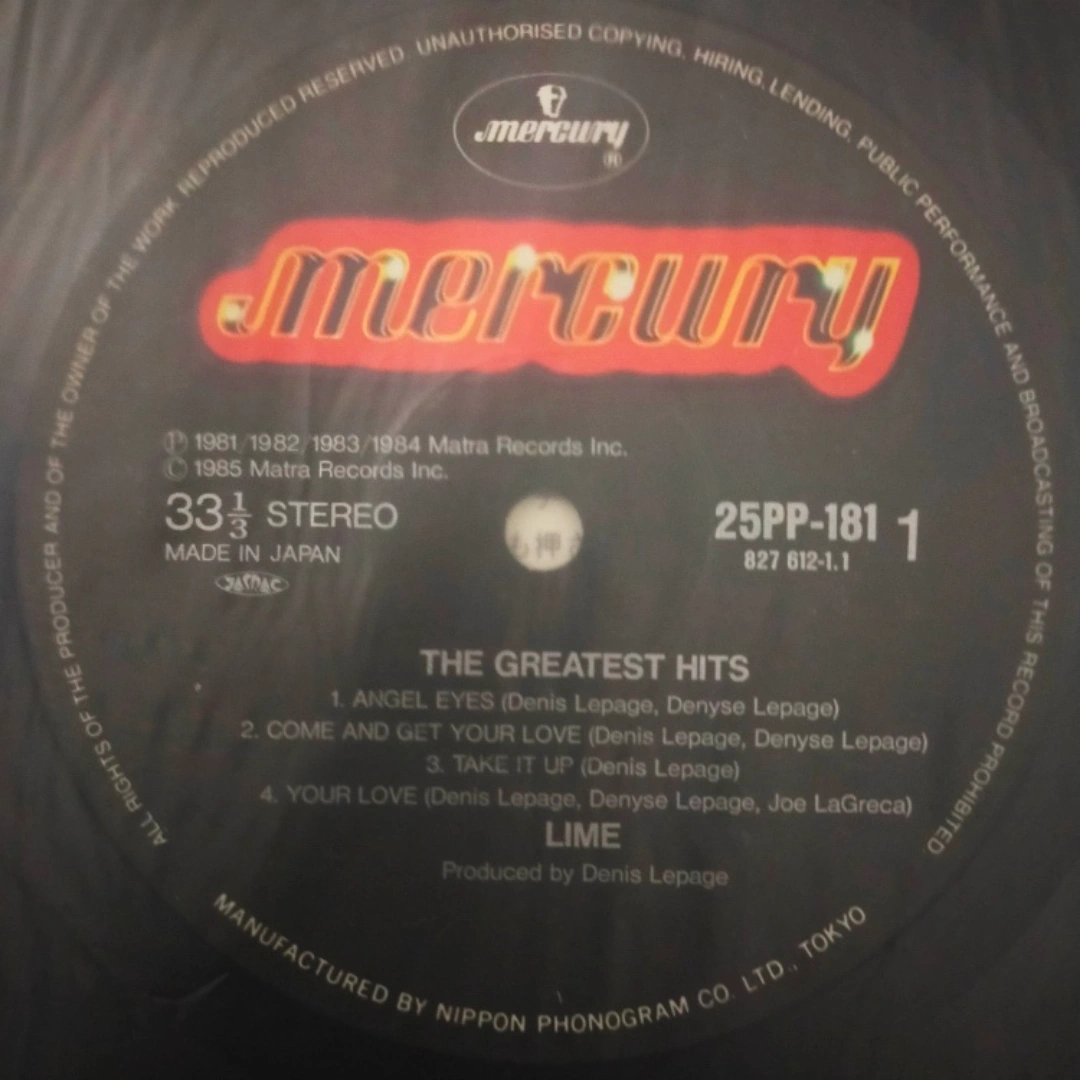 ALL RIGHTS OF THE PRODUCER AND OF THE OWNER OF THE WORK REPRODUCED RESERVED. UNAUTHORISED COPYING, HIRING, LENDING, PUBLIC PERFORMANCE AND BROADCASTING OF THIS RECORD PROHIBITED
mercury
®
mercury
Ⓟ 1981/1982/1983/1984 Matra Records Inc.
© 1985 Matra Records Inc.
33 1/3 STEREO
MADE IN JAPAN
JASRAC
25PP-181 1
827 612-1.1
も押
THE GREATEST HITS
1. ANGEL EYES (Denis Lepage, Denyse Lepage)
2. COME AND GET YOUR LOVE (Denis Lepage, Denyse Lepage)
3. TAKE IT UP (Denis Lepage)
4. YOUR LOVE (Denis Lepage, Denyse Lepage, Joe LaGreca)
LIME
Produced by Denis Lepage
MANUFACTURED BY NIPPON PHONOGRAM CO. LTD., TOKYO